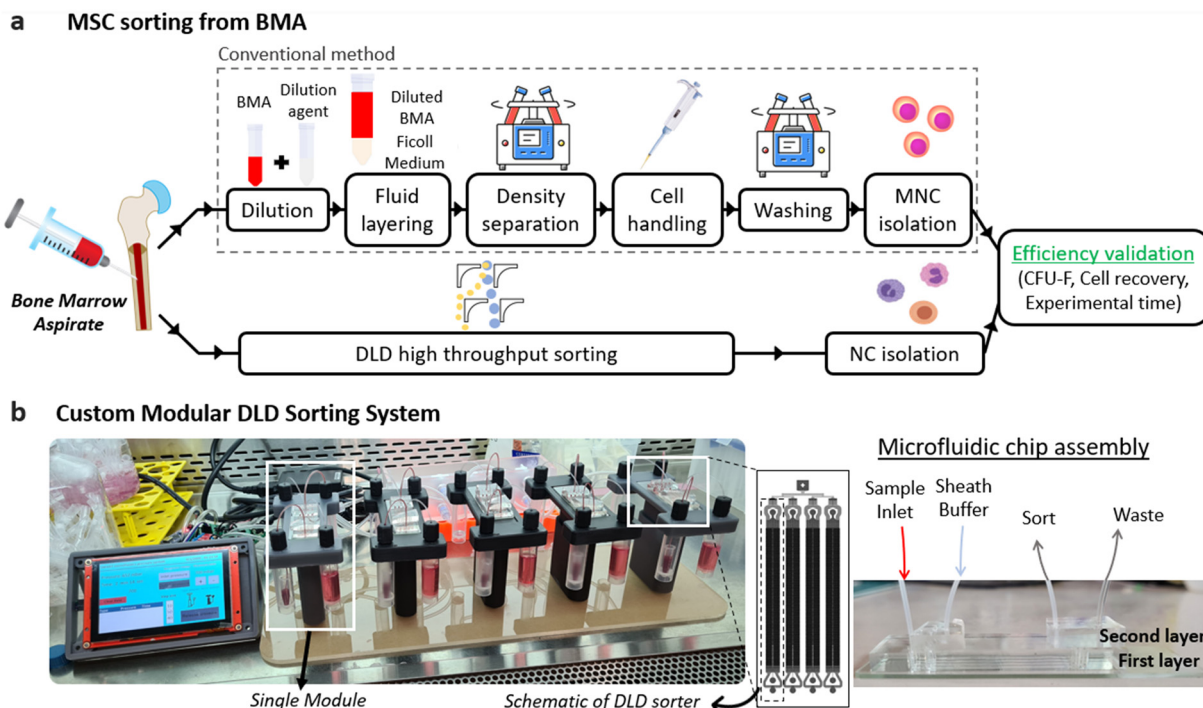 a MSC sorting from BMA
Conventional method
BMA
Dilution
agent
Diluted
BMA
Ficoll
Medium
Dilution
Fluid
layering
Density
separation
Cell
handling
Washing
MNC
isolation
Bone Marrow
Aspirate
Efficiency validation
(CFU-F, Cell recovery,
Experimental time)
DLD high throughput sorting
NC isolation
b Custom Modular DLD Sorting System
Microfluidic chip assembly
Sample
Inlet
Sheath
Buffer
Sort
Waste
Second layer
First layer
Single Module
Schematic of DLD sorter